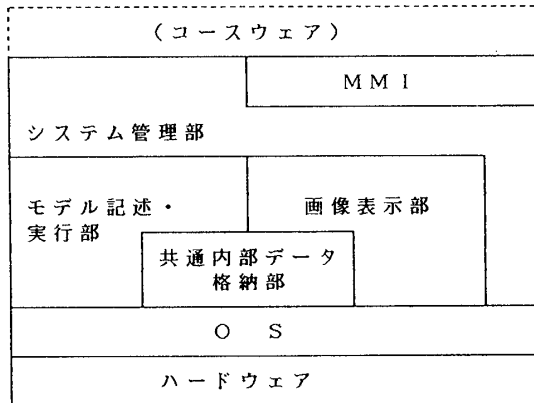 （コースウェア）
ＭＭＩ
システム管理部
モデル記述・
実行部
画像表示部
共通内部データ
格納部
ＯＳ
ハードウェア